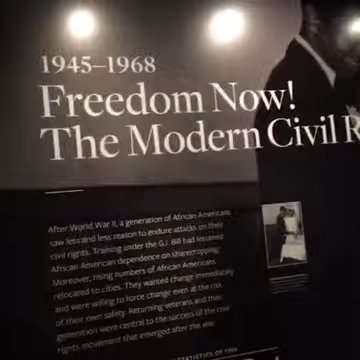 1945–1968
Freedom Now!
The Modern Civil R
After World War II, a generation of African Americans
saw less and less reason to endure attacks on their
civil rights. Training under the G.I. Bill had lessened
African American dependence on sharecropping.
Moreover, rising numbers of African Americans
relocated to cities. They wanted change immediately
and were willing to force change even at the risk
of their own safety. Returning veterans and their
generation were central to the success of the civil
rights movement that emerged after the war.
STATISTICS OF 1968